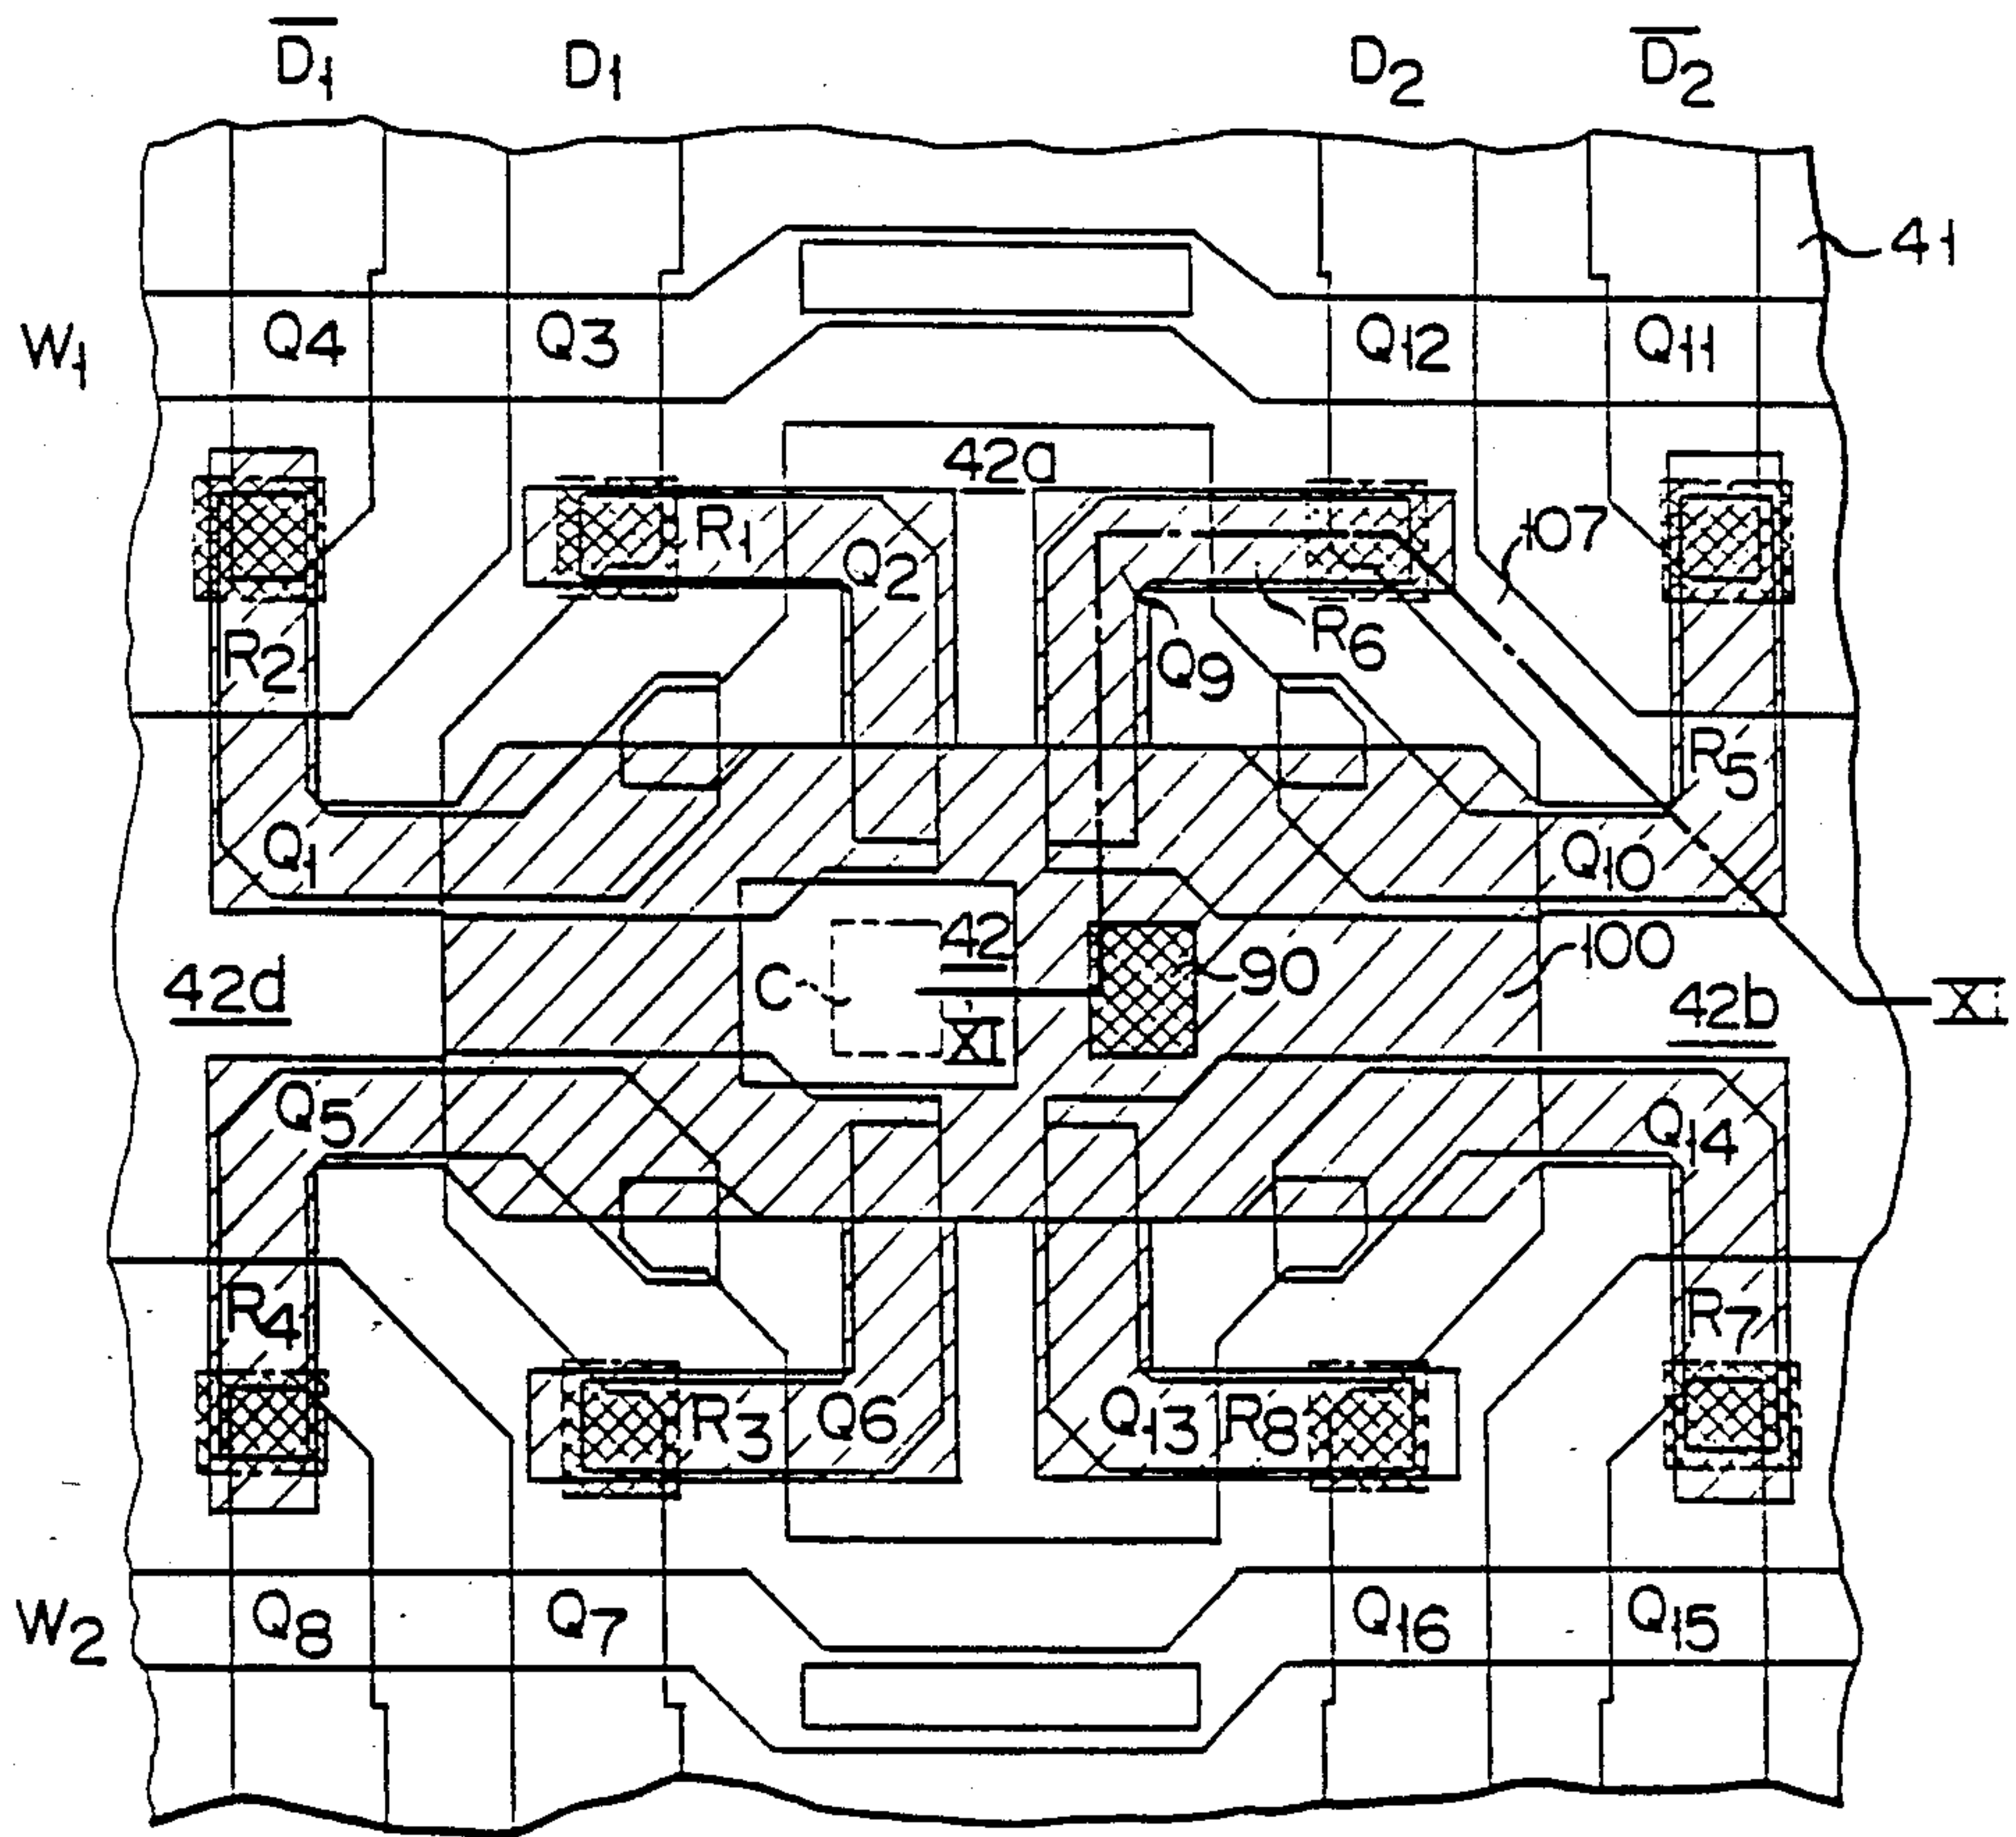 D̅1 D1 D2 D̅2
41
W1 Q4 Q3 Q12 Q11
42a
R1 Q2 107
R2 R6
Q9
R5
Q1 Q10
42 100
42d C 90 42b
XI XI
Q5 Q14
R4 R7
R3 Q6 Q13 R8
W2 Q8 Q7 Q16 Q15